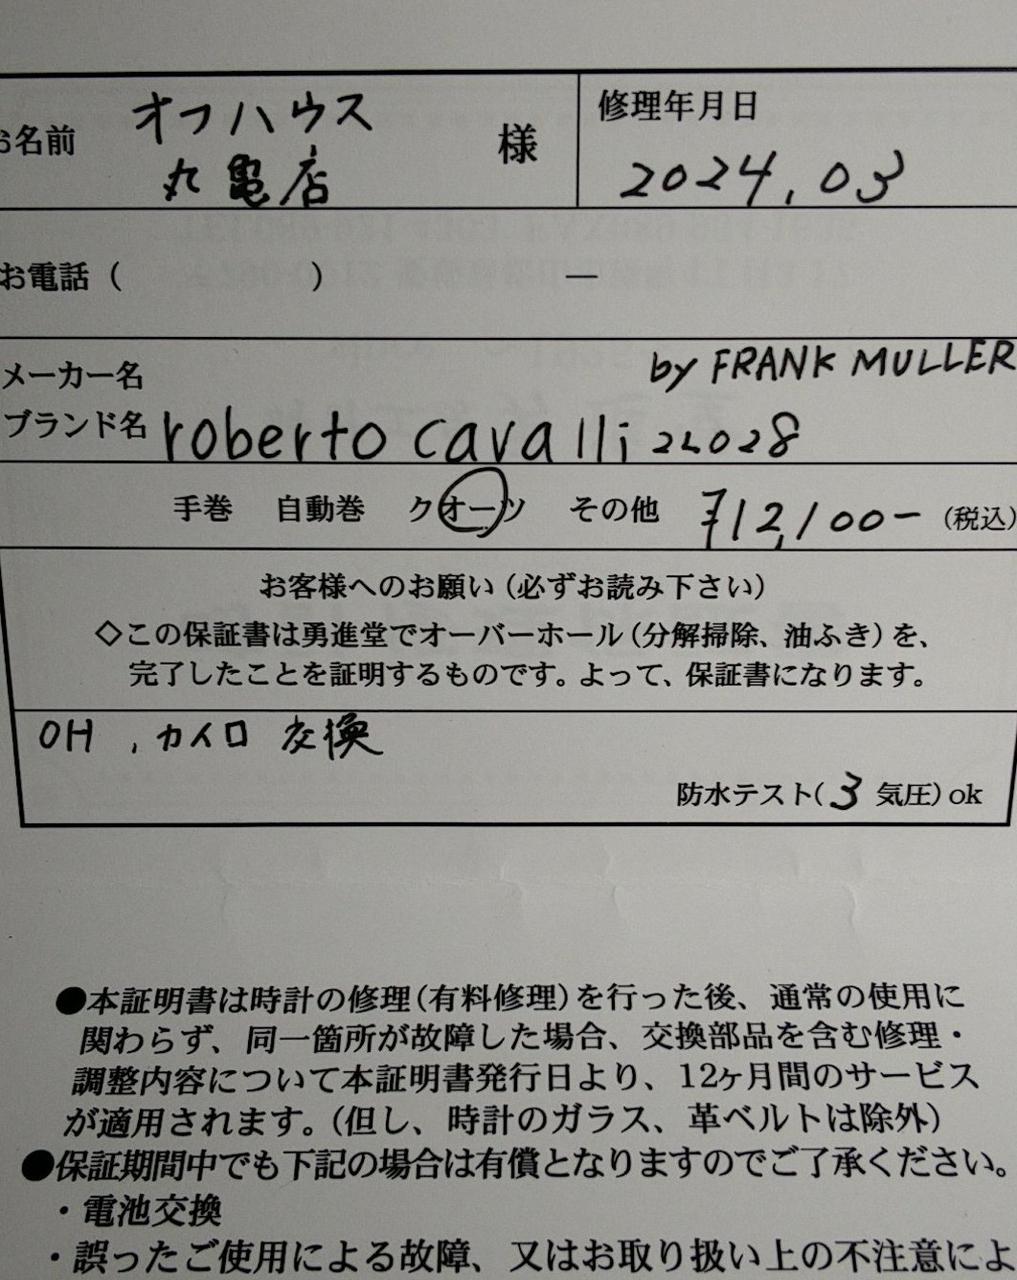 お名前 オフハウス 様 修理年月日
丸亀店 2024.03
お電話 ( ) ー
メーカー名 by FRANK MULLER
ブランド名 roberto cavalli
手巻 自動巻 クオーツ その他 ¥12,100- (税込)
お客様へのお願い (必ずお読み下さい)
◇この保証書は勇進堂でオーバーホール (分解掃除、油ふき) を、
完了したことを証明するものです。よって、保証書になります。
OH , カイロ 交換
防水テスト( 3 気圧) ok
●本証明書は時計の修理(有料修理)を行った後、通常の使用に
関わらず、同一箇所が故障した場合、交換部品を含む修理・
調整内容について本証明書発行日より、12ヶ月間のサービス
が適用されます。(但し、時計のガラス、革ベルトは除外)
●保証期間中でも下記の場合は有償となりますのでご了承ください。
・電池交換
・誤ったご使用による故障、又はお取り扱い上の不注意によ